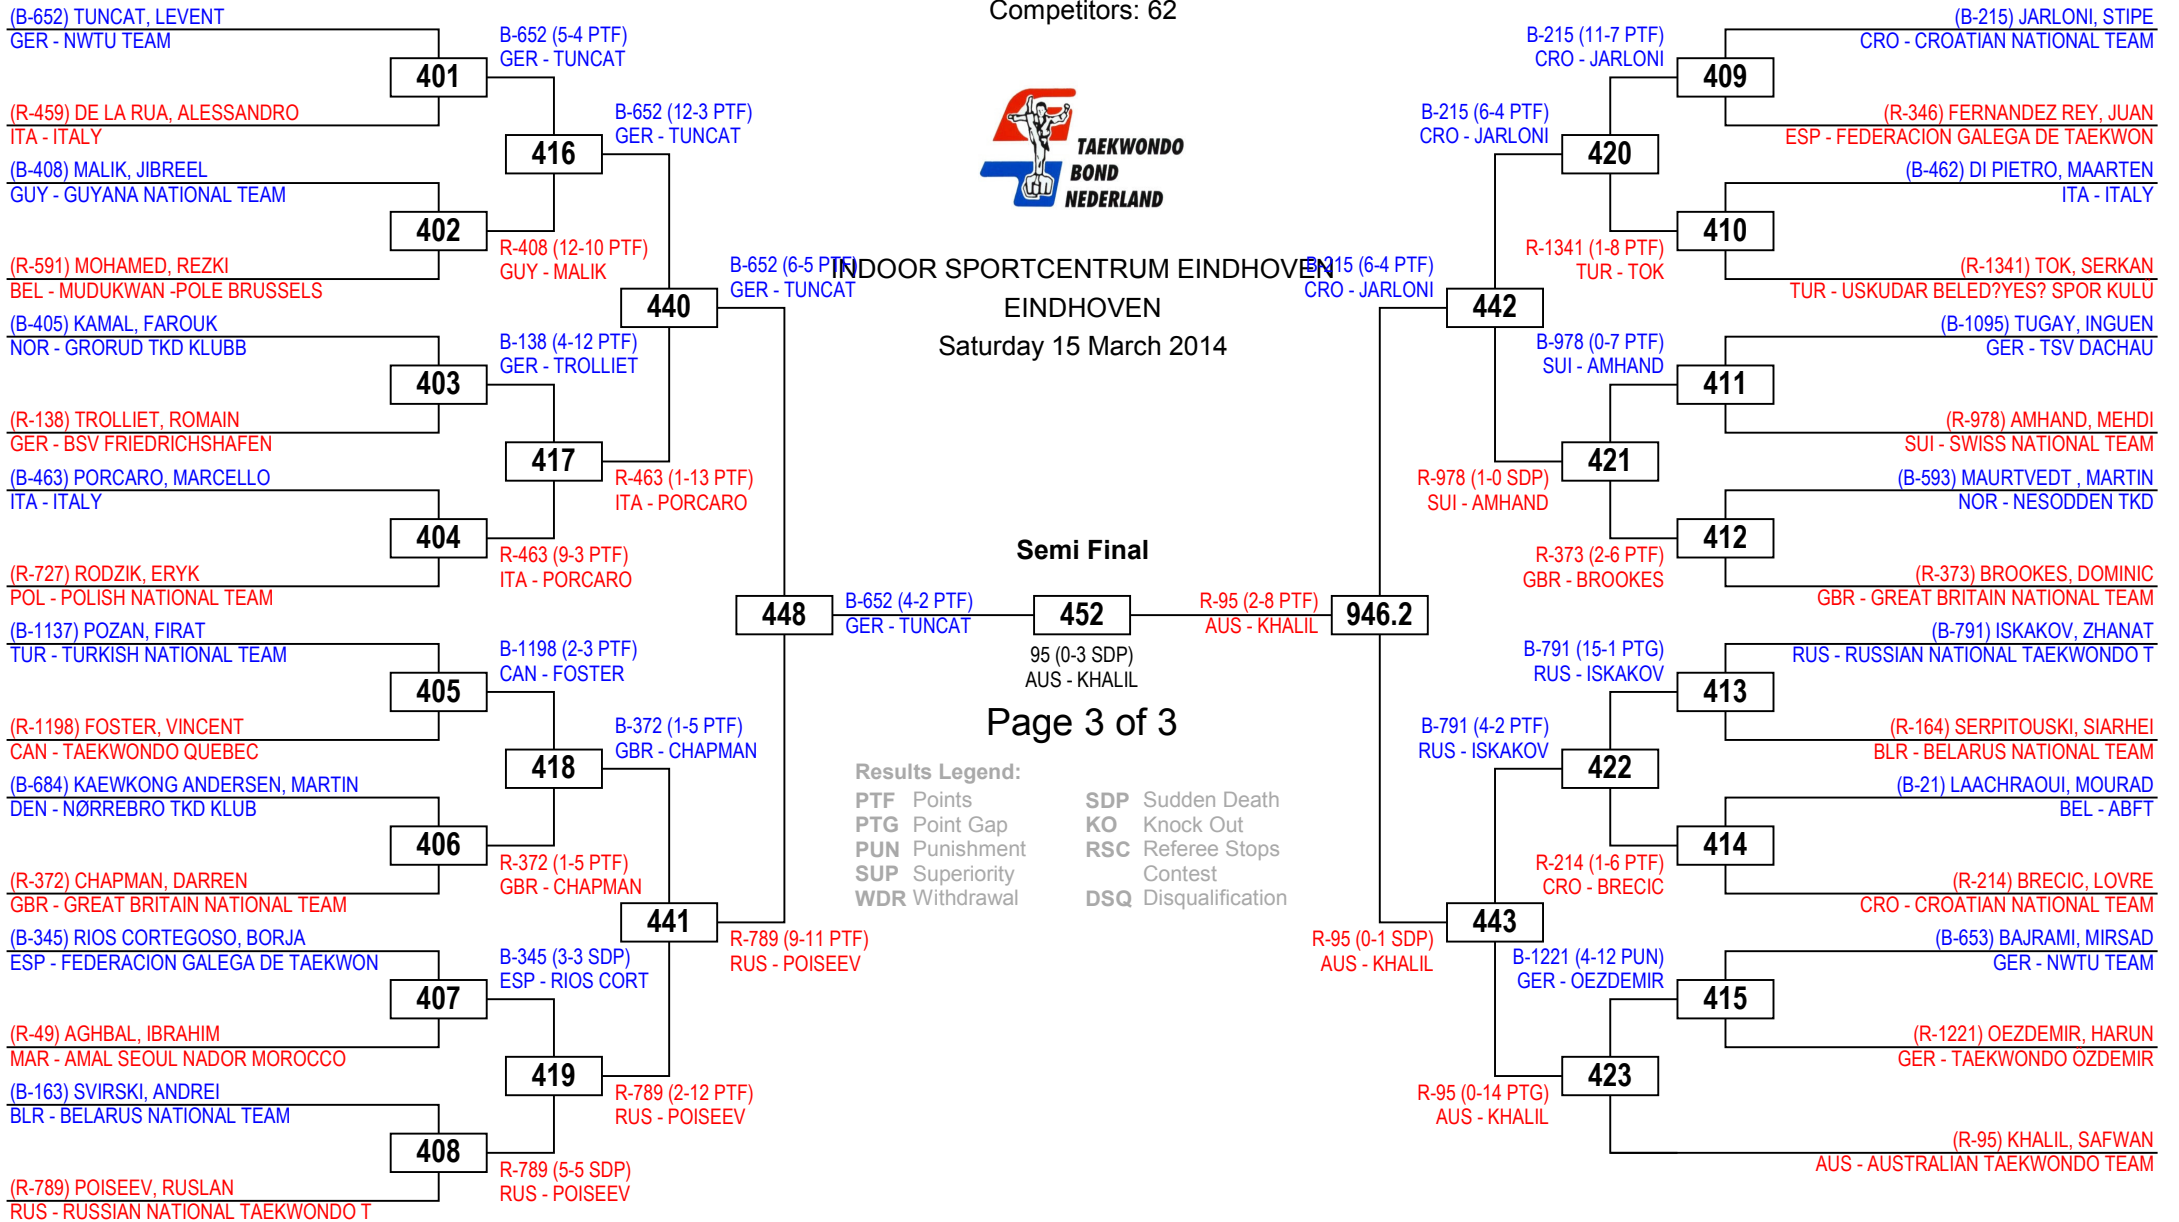 Competitors: 62
TAEKWONDO
BOND
NEDERLAND
INDOOR SPORTCENTRUM EINDHOVEN
EINDHOVEN
Saturday 15 March 2014
(B-652) TUNCAT, LEVENT
GER - NWTU TEAM
401
(R-459) DE LA RUA, ALESSANDRO
ITA - ITALY
(B-408) MALIK, JIBREEL
GUY - GUYANA NATIONAL TEAM
402
(R-591) MOHAMED, REZKI
BEL - MUDUKWAN -POLE BRUSSELS
(B-405) KAMAL, FAROUK
NOR - GRORUD TKD KLUBB
403
(R-138) TROLLIET, ROMAIN
GER - BSV FRIEDRICHSHAFEN
(B-463) PORCARO, MARCELLO
ITA - ITALY
404
(R-727) RODZIK, ERYK
POL - POLISH NATIONAL TEAM
(B-1137) POZAN, FIRAT
TUR - TURKISH NATIONAL TEAM
405
(R-1198) FOSTER, VINCENT
CAN - TAEKWONDO QUEBEC
(B-684) KAEWKONG ANDERSEN, MARTIN
DEN - NØRREBRO TKD KLUB
406
(R-372) CHAPMAN, DARREN
GBR - GREAT BRITAIN NATIONAL TEAM
(B-345) RIOS CORTEGOSO, BORJA
ESP - FEDERACION GALEGA DE TAEKWON
407
(R-49) AGHBAL, IBRAHIM
MAR - AMAL SEOUL NADOR MOROCCO
(B-163) SVIRSKI, ANDREI
BLR - BELARUS NATIONAL TEAM
408
(R-789) POISEEV, RUSLAN
RUS - RUSSIAN NATIONAL TAEKWONDO T
B-652 (5-4 PTF)
GER - TUNCAT
416
R-408 (12-10 PTF)
GUY - MALIK
B-138 (4-12 PTF)
GER - TROLLIET
417
R-463 (9-3 PTF)
ITA - PORCARO
B-1198 (2-3 PTF)
CAN - FOSTER
418
R-372 (1-5 PTF)
GBR - CHAPMAN
B-345 (3-3 SDP)
ESP - RIOS CORT
419
R-789 (5-5 SDP)
RUS - POISEEV
B-652 (12-3 PTF)
GER - TUNCAT
440
R-463 (1-13 PTF)
ITA - PORCARO
B-372 (1-5 PTF)
GBR - CHAPMAN
441
R-789 (2-12 PTF)
RUS - POISEEV
B-652 (6-5 PTF)
GER - TUNCAT
448
R-789 (9-11 PTF)
RUS - POISEEV
B-652 (4-2 PTF)
GER - TUNCAT
Semi Final
452
95 (0-3 SDP)
AUS - KHALIL
Page 3 of 3
Results Legend:
PTF Points
PTG Point Gap
PUN Punishment
SUP Superiority
WDR Withdrawal
SDP Sudden Death
KO Knock Out
RSC Referee Stops
Contest
DSQ Disqualification
R-95 (2-8 PTF)
AUS - KHALIL
946.2
B-215 (6-4 PTF)
CRO - JARLONI
R-95 (0-1 SDP)
AUS - KHALIL
B-215 (6-4 PTF)
CRO - JARLONI
442
R-978 (1-0 SDP)
SUI - AMHAND
B-791 (4-2 PTF)
RUS - ISKAKOV
443
R-95 (0-14 PTG)
AUS - KHALIL
B-215 (11-7 PTF)
CRO - JARLONI
420
R-1341 (1-8 PTF)
TUR - TOK
B-978 (0-7 PTF)
SUI - AMHAND
421
R-373 (2-6 PTF)
GBR - BROOKES
B-791 (15-1 PTG)
RUS - ISKAKOV
422
R-214 (1-6 PTF)
CRO - BRECIC
B-1221 (4-12 PUN)
GER - OEZDEMIR
423
(B-215) JARLONI, STIPE
CRO - CROATIAN NATIONAL TEAM
409
(R-346) FERNANDEZ REY, JUAN
ESP - FEDERACION GALEGA DE TAEKWON
(B-462) DI PIETRO, MAARTEN
ITA - ITALY
410
(R-1341) TOK, SERKAN
TUR - USKUDAR BELED?YES? SPOR KULÜ
(B-1095) TUGAY, INGUEN
GER - TSV DACHAU
411
(R-978) AMHAND, MEHDI
SUI - SWISS NATIONAL TEAM
(B-593) MAURTVEDT , MARTIN
NOR - NESODDEN TKD
412
(R-373) BROOKES, DOMINIC
GBR - GREAT BRITAIN NATIONAL TEAM
(B-791) ISKAKOV, ZHANAT
RUS - RUSSIAN NATIONAL TAEKWONDO T
413
(R-164) SERPITOUSKI, SIARHEI
BLR - BELARUS NATIONAL TEAM
(B-21) LAACHRAOUI, MOURAD
BEL - ABFT
414
(R-214) BRECIC, LOVRE
CRO - CROATIAN NATIONAL TEAM
(B-653) BAJRAMI, MIRSAD
GER - NWTU TEAM
415
(R-1221) OEZDEMIR, HARUN
GER - TAEKWONDO ÖZDEMIR
(R-95) KHALIL, SAFWAN
AUS - AUSTRALIAN TAEKWONDO TEAM